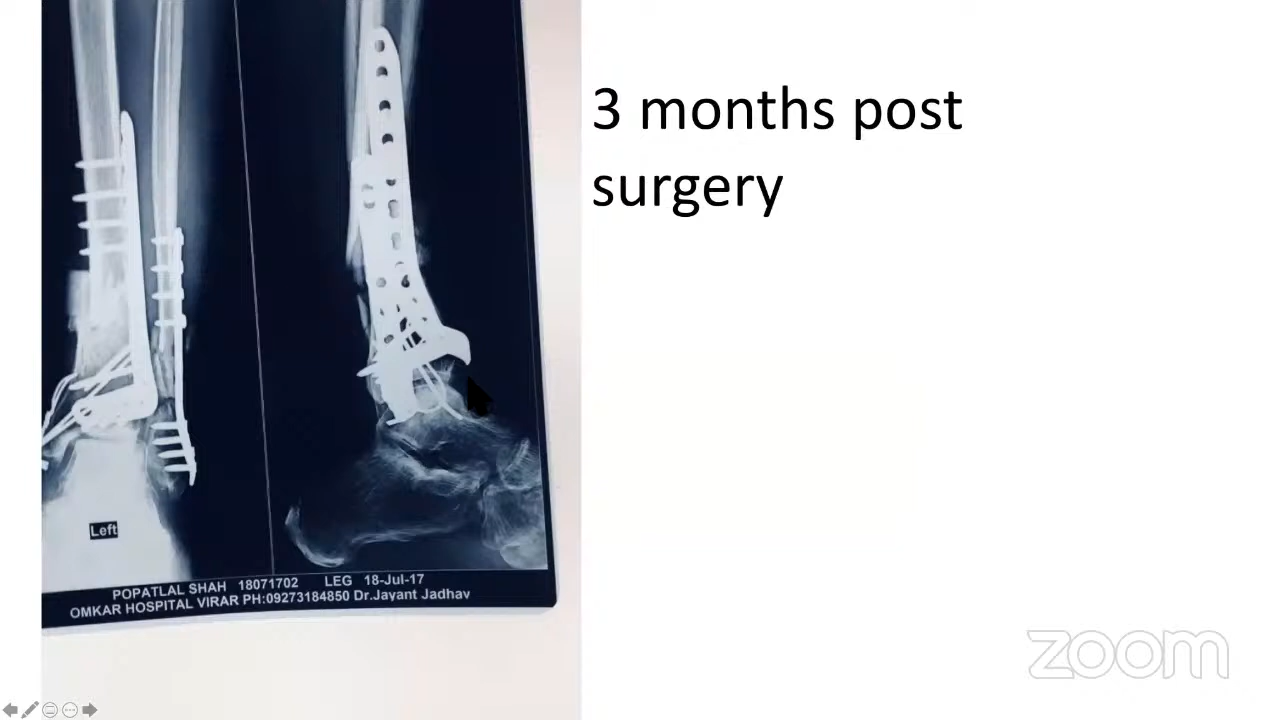 3 months post
surgery
Left
POPATLAL SHAH 18071702 LEG 18-Jul-17
OMKAR HOSPITAL VIRAR PH:09273184850 Dr.Jayant Jadhav
zoom